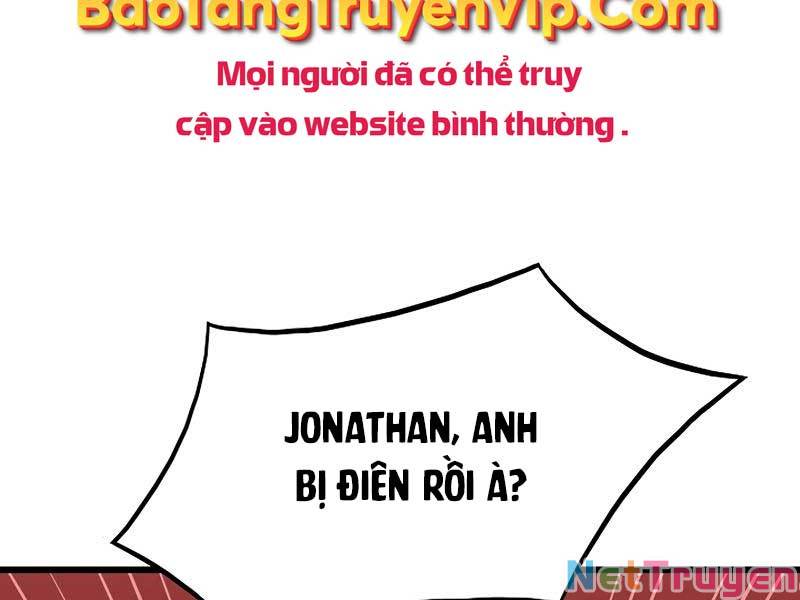 BaoTangTruyenVip.Com
Mọi người đã có thể truy
cập vào website bình thường .
JONATHAN, ANH
BỊ ĐIÊN RỒI À?
NetTruyen